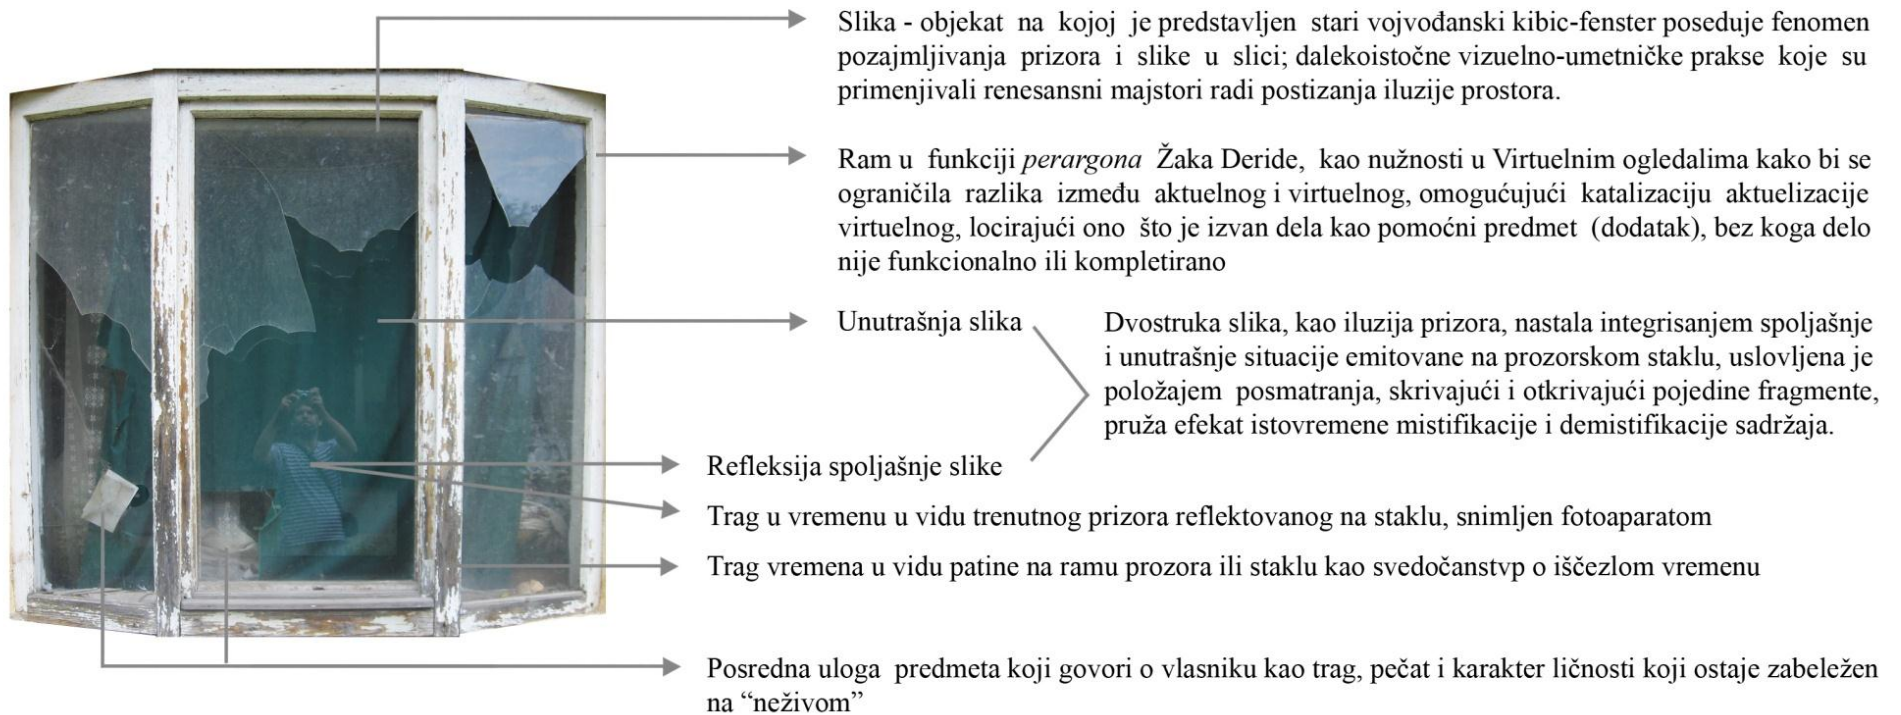 Slika - objekat na kojoj je predstavljen stari vojvođanski kibic-fenster poseduje fenomen
pozajmljivanja prizora i slike u slici; dalekoistočne vizuelno-umetničke prakse koje su
primenjivali renesansni majstori radi postizanja iluzije prostora.
Ram u funkciji perargona Žaka Deride, kao nužnosti u Virtuelnim ogledalima kako bi se
ograničila razlika između aktuelnog i virtuelnog, omogućujući katalizaciju aktuelizacije
virtuelnog, locirajući ono što je izvan dela kao pomoćni predmet (dodatak), bez koga delo
nije funkcionalno ili kompletirano
Unutrašnja slika
Dvostruka slika, kao iluzija prizora, nastala integrisanjem spoljašnje
i unutrašnje situacije emitovane na prozorskom staklu, uslovljena je
položajem posmatranja, skrivajući i otkrivajući pojedine fragmente,
pruža efekat istovremene mistifikacije i demistifikacije sadržaja.
Refleksija spoljašnje slike
Trag u vremenu u vidu trenutnog prizora reflektovanog na staklu, snimljen fotoaparatom
Trag vremena u vidu patine na ramu prozora ili staklu kao svedočanstvp o iščezlom vremenu
Posredna uloga predmeta koji govori o vlasniku kao trag, pečat i karakter ličnosti koji ostaje zabeležen
na “neživom”